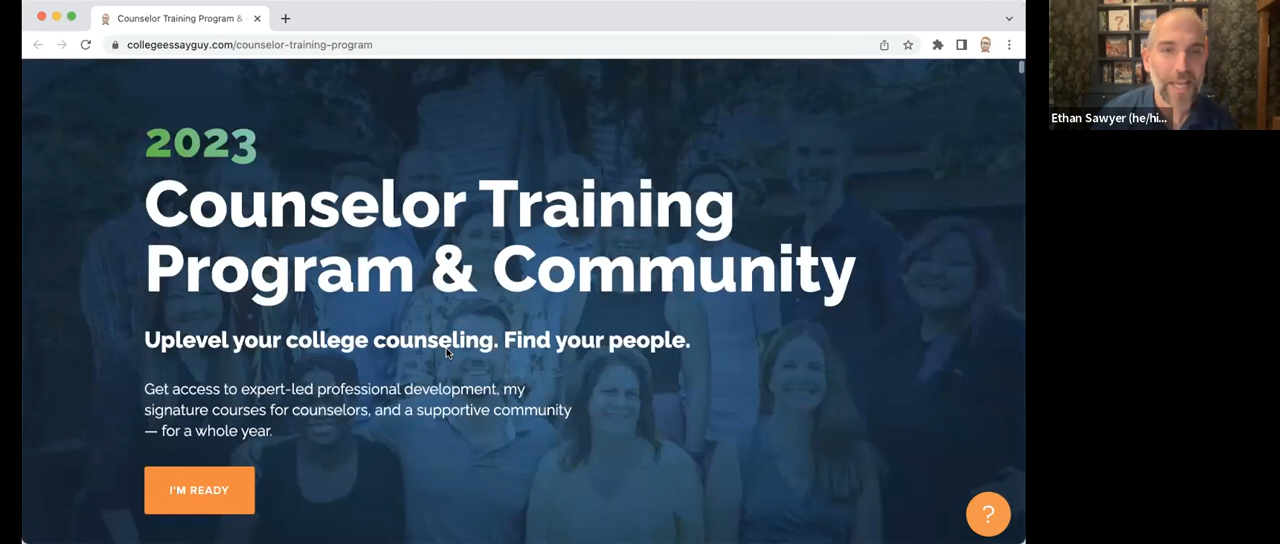 Counselor Training Program &
collegeessayguy.com/counselor-training-program
2023
Counselor Training
Program & Community
Uplevel your college counseling. Find your people.
Get access to expert-led professional development, my
signature courses for counselors, and a supportive community
— for a whole year.
I'M READY
?
Ethan Sawyer (he/hi...